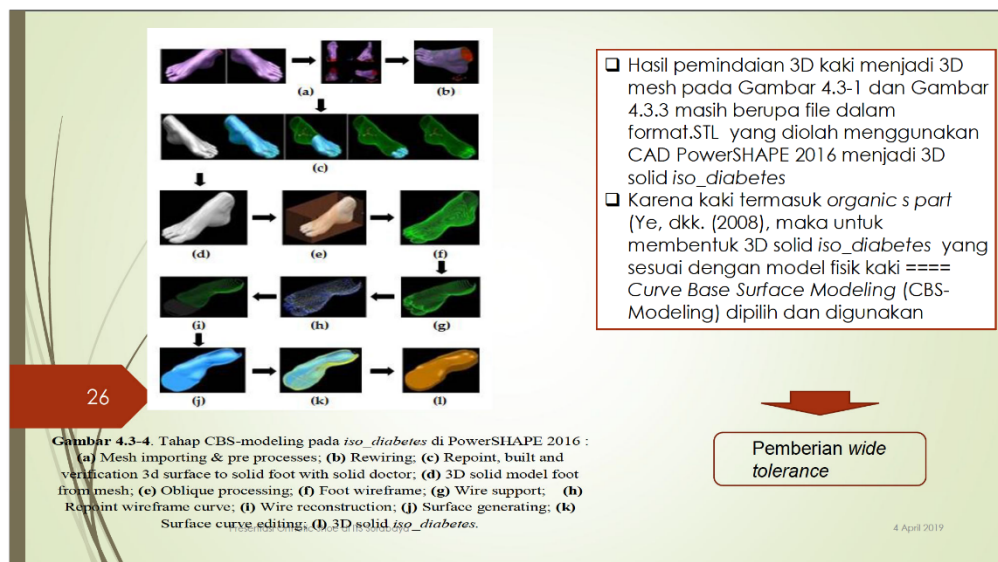 (a)
(b)
(c)
(d)
(e)
(f)
(i)
(h)
(g)
(j)
(k)
(l)
26
Gambar 4.3-4. Tahap CBS-modeling pada iso_diabetes di PowerSHAPE 2016 :
(a) Mesh importing & pre processes; (b) Rewiring; (c) Repoint, built and
verification 3d surface to solid foot with solid doctor; (d) 3D solid model foot
from mesh; (e) Oblique processing; (f) Foot wireframe; (g) Wire support; (h)
Repoint wireframe curve; (i) Wire reconstruction; (j) Surface generating; (k)
Surface curve editing; (l) 3D solid iso_diabetes.
❑ Hasil pemindaian 3D kaki menjadi 3D
mesh pada Gambar 4.3-1 dan Gambar
4.3.3 masih berupa file dalam
format.STL yang diolah menggunakan
CAD PowerSHAPE 2016 menjadi 3D
solid iso_diabetes
❑ Karena kaki termasuk organic s part
(Ye, dkk. (2008), maka untuk
membentuk 3D solid iso_diabetes yang
sesuai dengan model fisik kaki ====
Curve Base Surface Modeling (CBS-
Modeling) dipilih dan digunakan
Pemberian wide
tolerance
4 April 2019